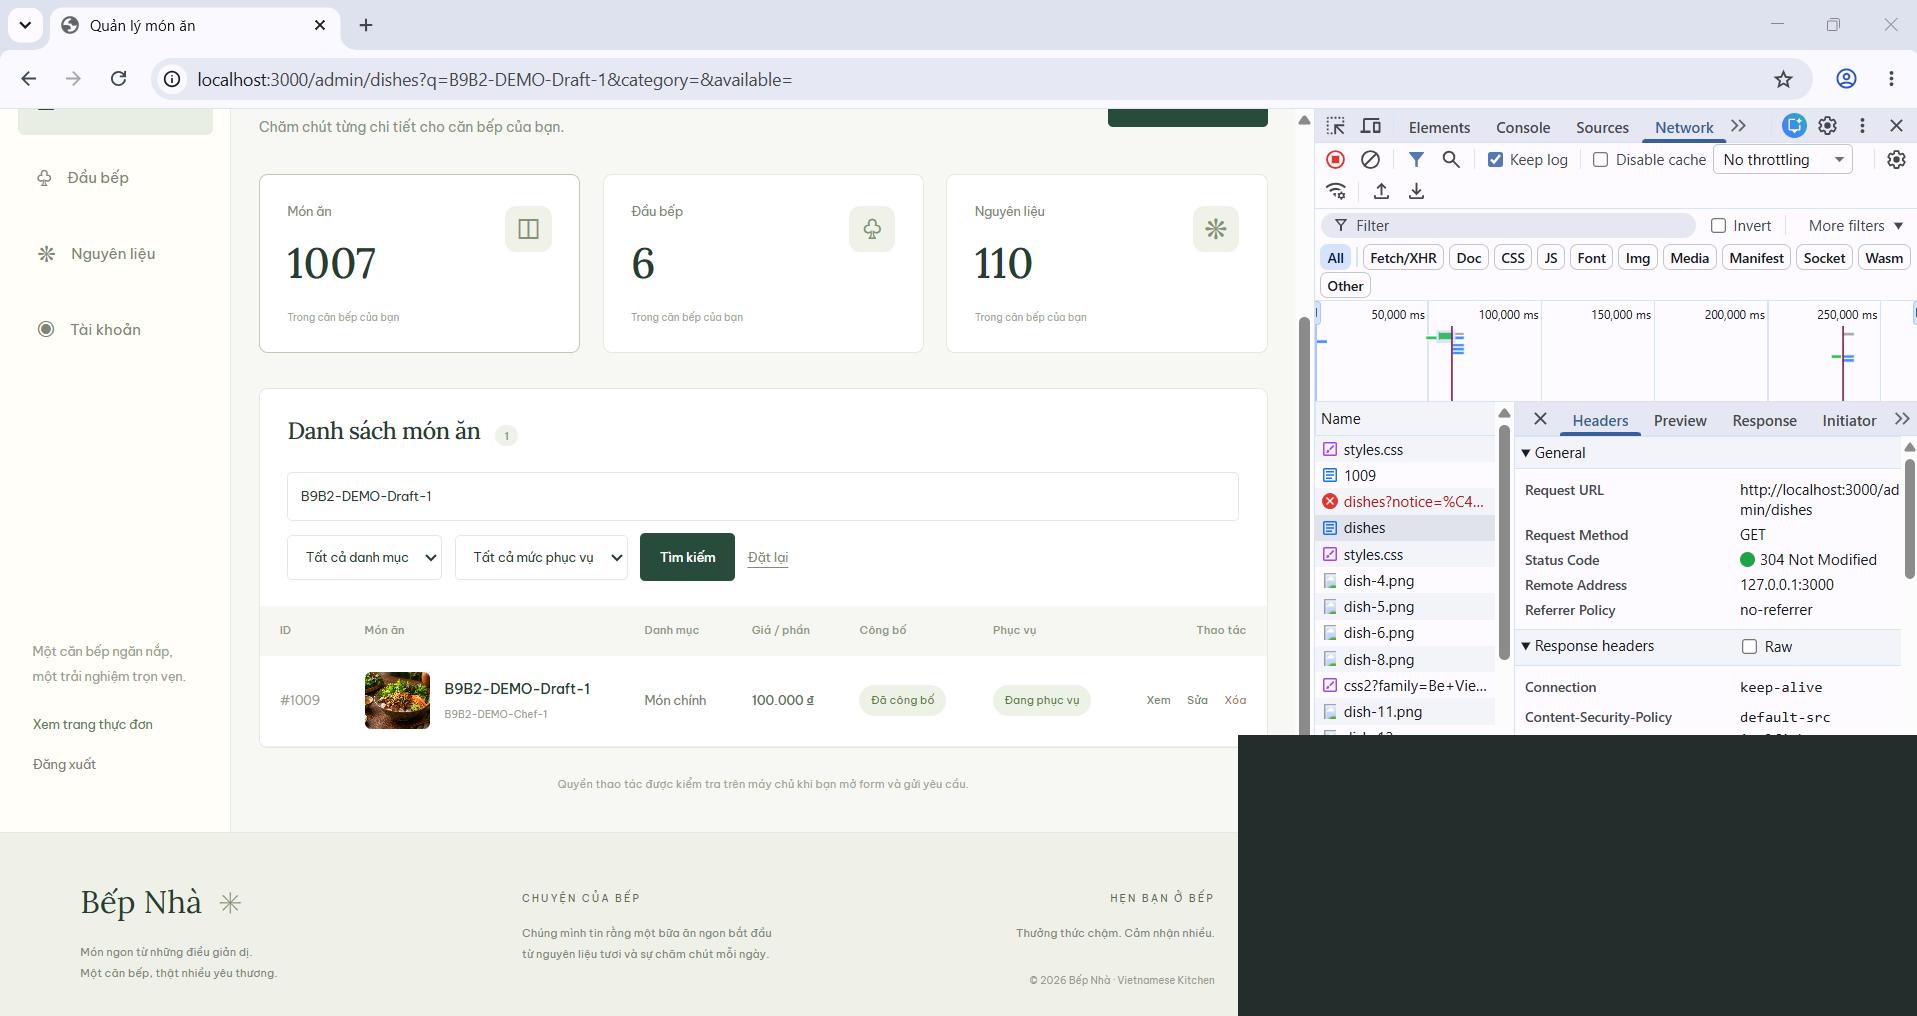 Quản lý món ăn
localhost:3000/admin/dishes?q=B9B2-DEMO-Draft-1&category=&available=
Chăm chút từng chi tiết cho căn bếp của bạn.
Đầu bếp
Nguyên liệu
Tài khoản
Món ăn
1007
Trong căn bếp của bạn
Đầu bếp
6
Trong căn bếp của bạn
Nguyên liệu
110
Trong căn bếp của bạn
Danh sách món ăn 1
B9B2-DEMO-Draft-1
Tất cả danh mục Tất cả mức phục vụ Tìm kiếm Đặt lại
ID Món ăn Danh mục Giá / phần Công bố Phục vụ Thao tác
#1009 B9B2-DEMO-Draft-1 Món chính 100.000 ₫ Đã công bố Đang phục vụ Xem Sửa Xóa
B9B2-DEMO-Chef-1
Quyền thao tác được kiểm tra trên máy chủ khi bạn mở form và gửi yêu cầu.
Một căn bếp ngăn nắp,
một trải nghiệm trọn vẹn.
Xem trang thực đơn
Đăng xuất
Bếp Nhà
Món ngon từ những điều giản dị.
Một căn bếp, thật nhiều yêu thương.
CHUYỆN CỦA BẾP
Chúng mình tin rằng một bữa ăn ngon bắt đầu
từ nguyên liệu tươi và sự chăm chút mỗi ngày.
HẸN BẠN Ở BẾP
Thưởng thức chậm. Cảm nhận nhiều.
© 2026 Bếp Nhà · Vietnamese Kitchen
Elements Console Sources Network
Keep log Disable cache No throttling
Filter Invert More filters
All Fetch/XHR Doc CSS JS Font Img Media Manifest Socket Wasm
Other
50,000 ms 100,000 ms 150,000 ms 200,000 ms 250,000 ms
Name
styles.css
1009
dishes?notice=%C4...
dishes
styles.css
dish-4.png
dish-5.png
dish-6.png
dish-8.png
css2?family=Be+Vie...
dish-11.png
Headers Preview Response Initiator
General
Request URL http://localhost:3000/ad
min/dishes
Request Method GET
Status Code 304 Not Modified
Remote Address 127.0.0.1:3000
Referrer Policy no-referrer
Response headers Raw
Connection keep-alive
Content-Security-Policy default-src